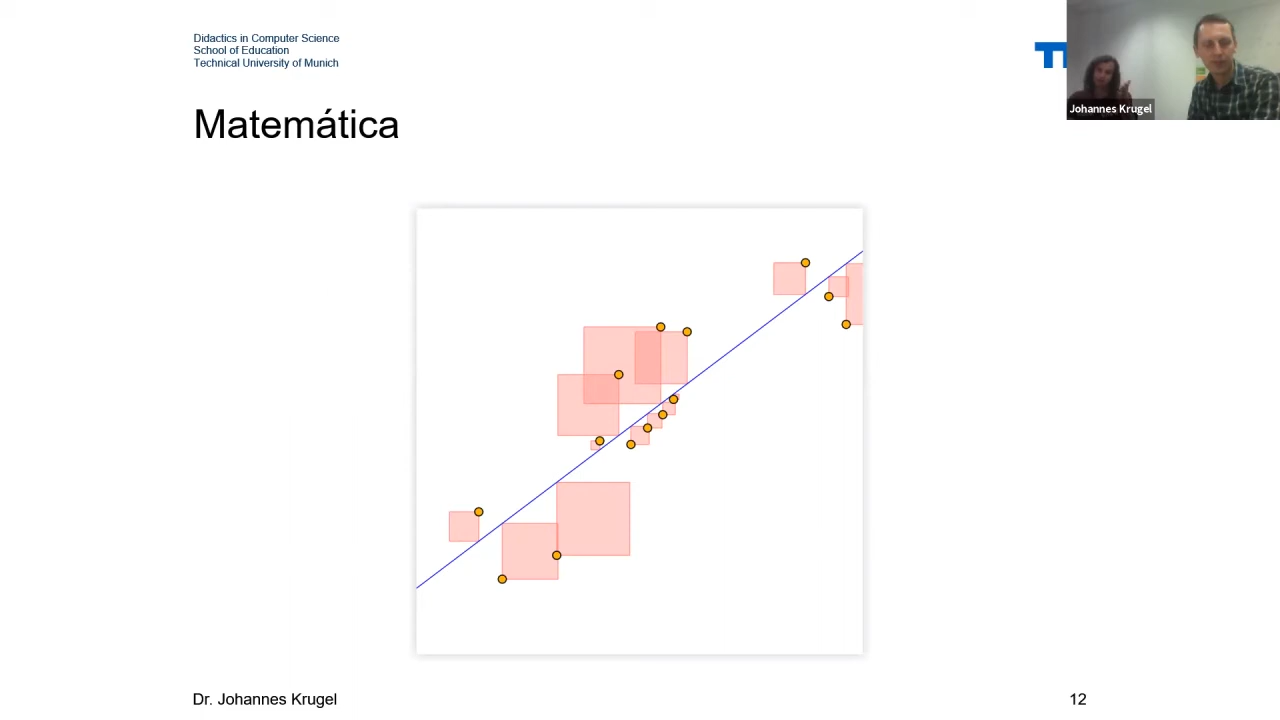 Didactics in Computer Science
School of Education
Technical University of Munich
Johannes Krugel
Matemática
Dr. Johannes Krugel
12